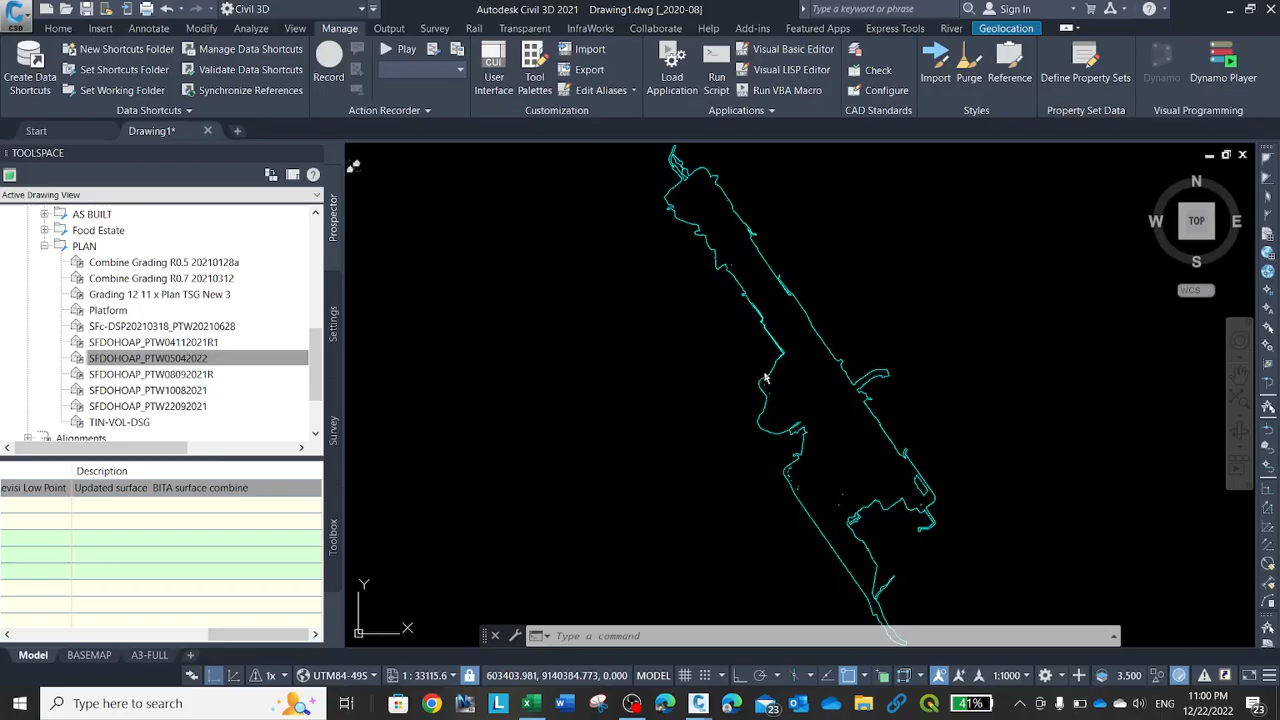 Civil 3D
Autodesk Civil 3D 2021
Drawing1.dwg [_2020-08]
Type a keyword or phrase
Sign In
C3D
Home
Insert
Annotate
Modify
Analyze
View
Manage
Output
Survey
Rail
Transparent
InfraWorks
Collaborate
Help
Add-ins
Featured Apps
Express Tools
River
Geolocation
Create Data
Shortcuts
New Shortcuts Folder
Set Shortcuts Folder
Set Working Folder
Manage Data Shortcuts
Validate Data Shortcuts
Synchronize References
Record
Play
CUI
User
Interface
Tool
Palettes
Import
Export
Edit Aliases
Load
Application
Run
Script
Visual Basic Editor
Visual LISP Editor
Run VBA Macro
Check
Configure
Import
Purge
Reference
Define Property Sets
Dynamo
Dynamo Player
Data Shortcuts
Action Recorder
Customization
Applications
CAD Standards
Styles
Property Set Data
Visual Programming
Start
Drawing1*
TOOLSPACE
Active Drawing View
AS BUILT
Food Estate
PLAN
Combine Grading R0.5 20210128a
Combine Grading R0.7 20210312
Grading 12 11 x Plan TSG New 3
Platform
SFc-DSP20210318_PTW20210628
SFDOHOAP_PTW04112021R1
SFDOHOAP_PTW05042022
SFDOHOAP_PTW08092021R
SFDOHOAP_PTW10082021
SFDOHOAP_PTW22092021
TIN-VOL-DSG
Alignments
Prospector
Settings
Survey
Toolbox
Description
evisi Low Point
Updated surface BITA surface combine
N
W
TOP
E
S
WCS
Y
X
Type a command
Model
BASEMAP
A3-FULL
1x
UTM84-49S
1: 33115.6
603403.981, 9140384.773, 0.000
MODEL
1:1000
3.500
Type here to search
23
41%
ENG
11:00 PM
12/22/2022
23